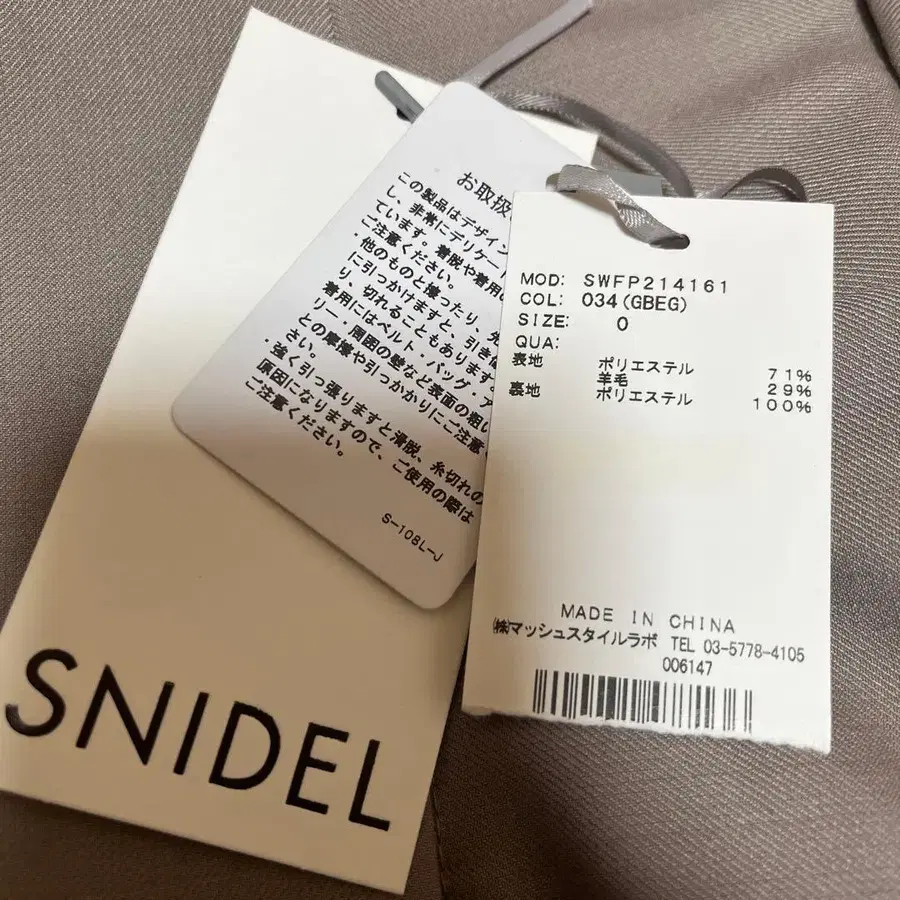 SNIDEL
お取扱
この製品はデザイン
し、非常にデリケート
ています。着脱や着用の
ご注意ください。
・他のものと擦ったり、先
に引っかけますと、引き
り、切れることもあります。
着用にはベルト・バッグ・ア
リー・周囲の壁など表面の粗い
との摩擦や引っかかりにご注意
さい。
・強く引っ張りますと滑脱、糸切れの
原因になりますので、ご使用の際は
ご注意ください。
S-108L-J
MOD: SWFP214161
COL: 034(GBEG)
SIZE: 0
QUA:
表地 ポリエステル 71%
羊毛 29%
裏地 ポリエステル 100%
MADE IN CHINA
㈱マッシュスタイルラボ TEL 03-5778-4105
006147